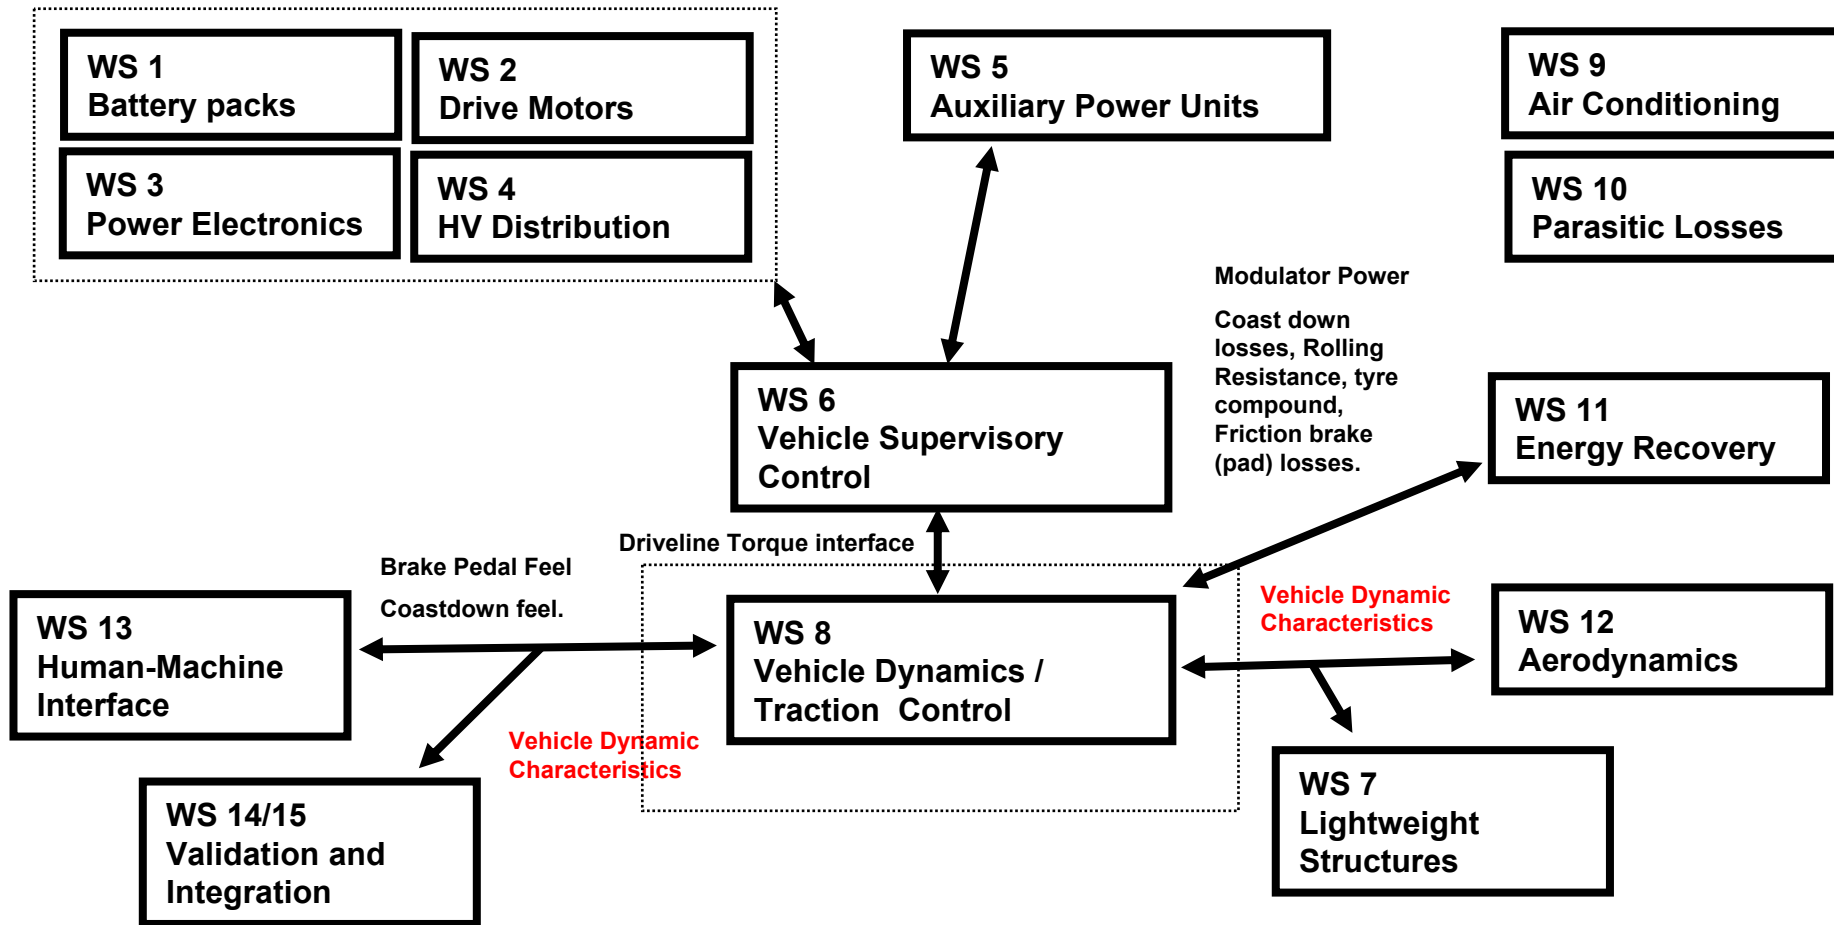 WS 1
Battery packs
WS 2
Drive Motors
WS 3
Power Electronics
WS 4
HV Distribution
WS 5
Auxiliary Power Units
WS 9
Air Conditioning
WS 10
Parasitic Losses
Modulator Power
Coast down
losses, Rolling
Resistance, tyre
compound,
Friction brake
(pad) losses.
WS 6
Vehicle Supervisory
Control
WS 11
Energy Recovery
Driveline Torque interface
Brake Pedal Feel
Coastdown feel.
WS 13
Human-Machine
Interface
WS 8
Vehicle Dynamics /
Traction Control
Vehicle Dynamic
Characteristics
WS 12
Aerodynamics
Vehicle Dynamic
Characteristics
WS 14/15
Validation and
Integration
WS 7
Lightweight
Structures